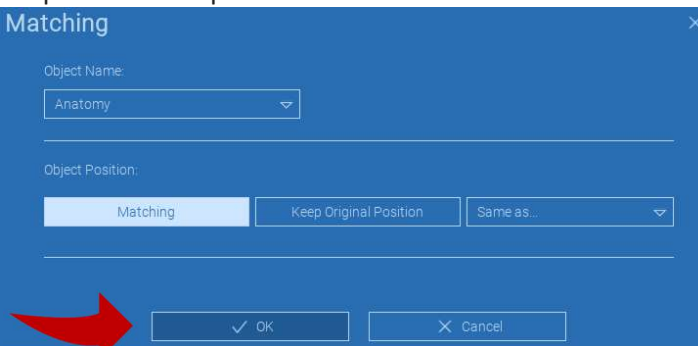 Matching
Object Name:
Anatomy
Object Position:
Matching Keep Original Position Same as...
OK Cancel